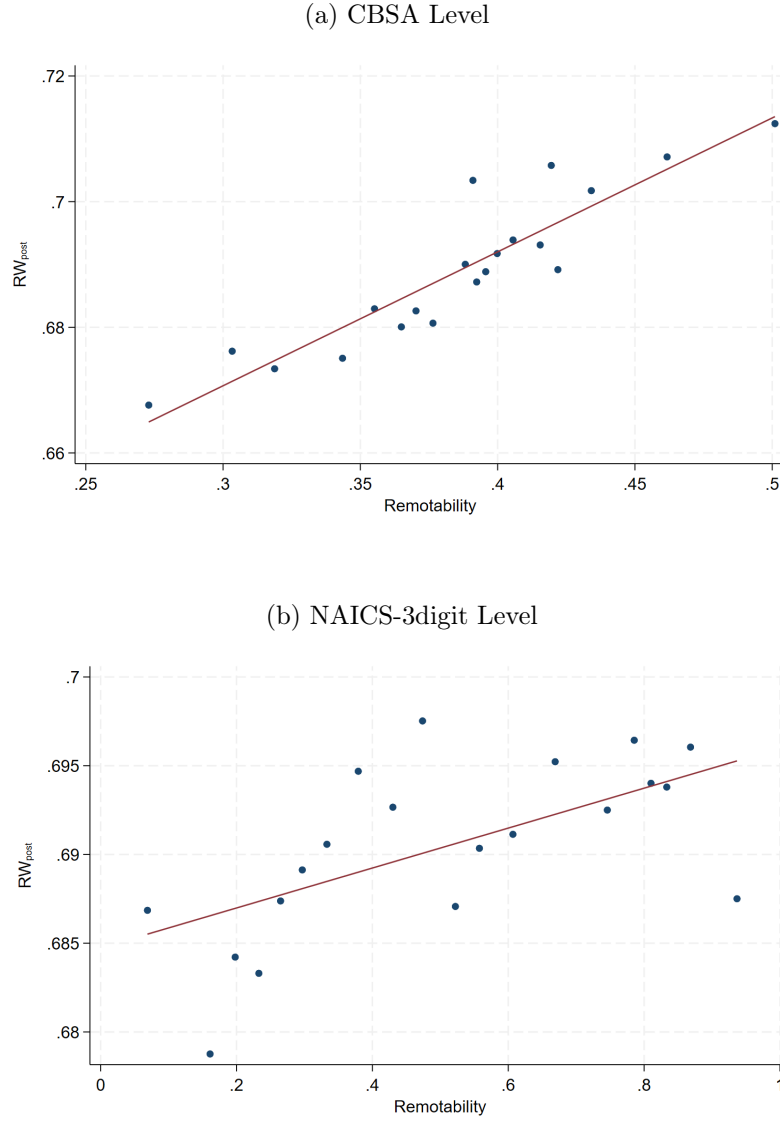 (a) CBSA Level
.72
.7
.68
.66
RWpost
.25 .3 .35 .4 .45 .5
Remotability
(b) NAICS-3digit Level
.7
.695
.69
.685
.68
RWpost
0 .2 .4 .6 .8 1
Remotability